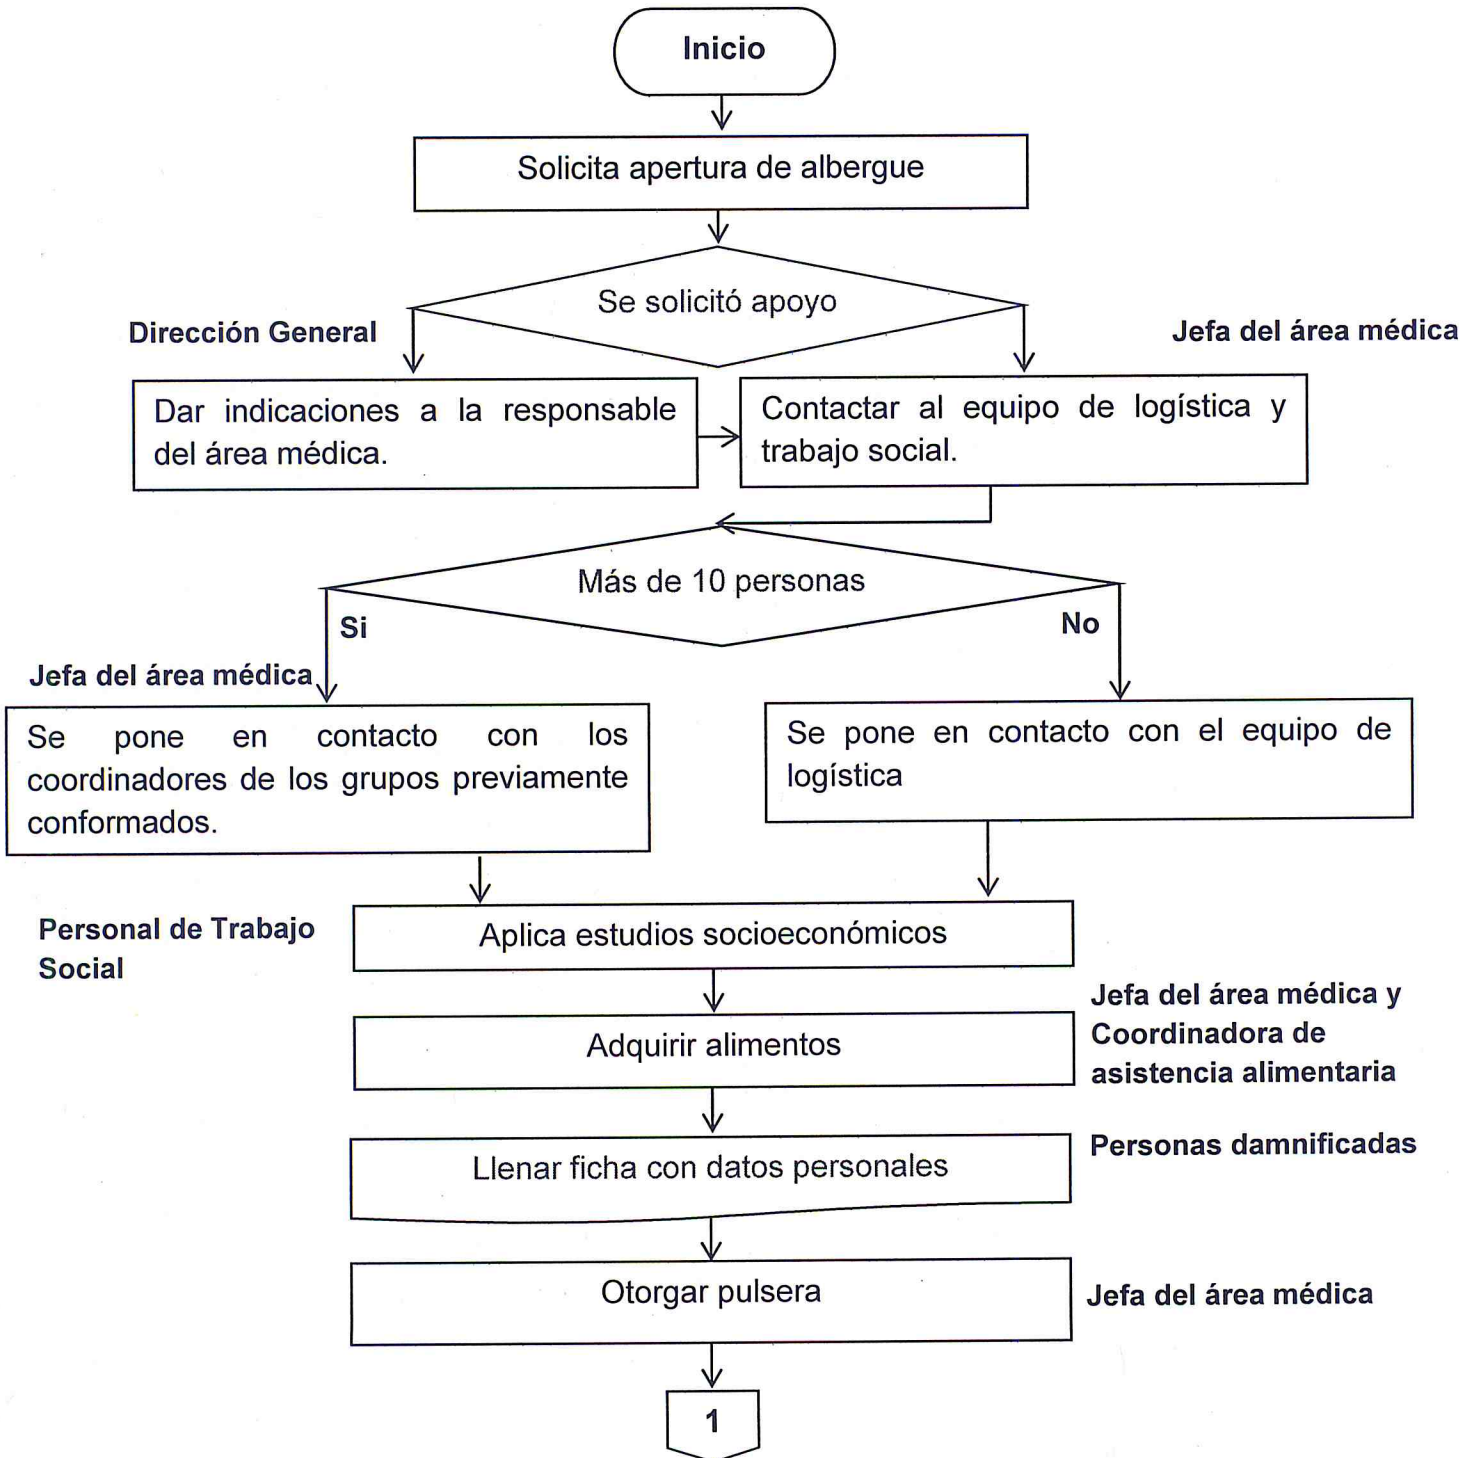 Inicio
Solicita apertura de albergue
Se solicitó apoyo
Dirección General
Jefa del área médica
Dar indicaciones a la responsable
del área médica.
Contactar al equipo de logística y
trabajo social.
Más de 10 personas
Si
No
Jefa del área médica
Se pone en contacto con los
coordinadores de los grupos previamente
conformados.
Se pone en contacto con el equipo de
logística
Personal de Trabajo
Social
Aplica estudios socioeconómicos
Adquirir alimentos
Jefa del área médica y
Coordinadora de
asistencia alimentaria
Llenar ficha con datos personales
Personas damnificadas
Otorgar pulsera
Jefa del área médica
1